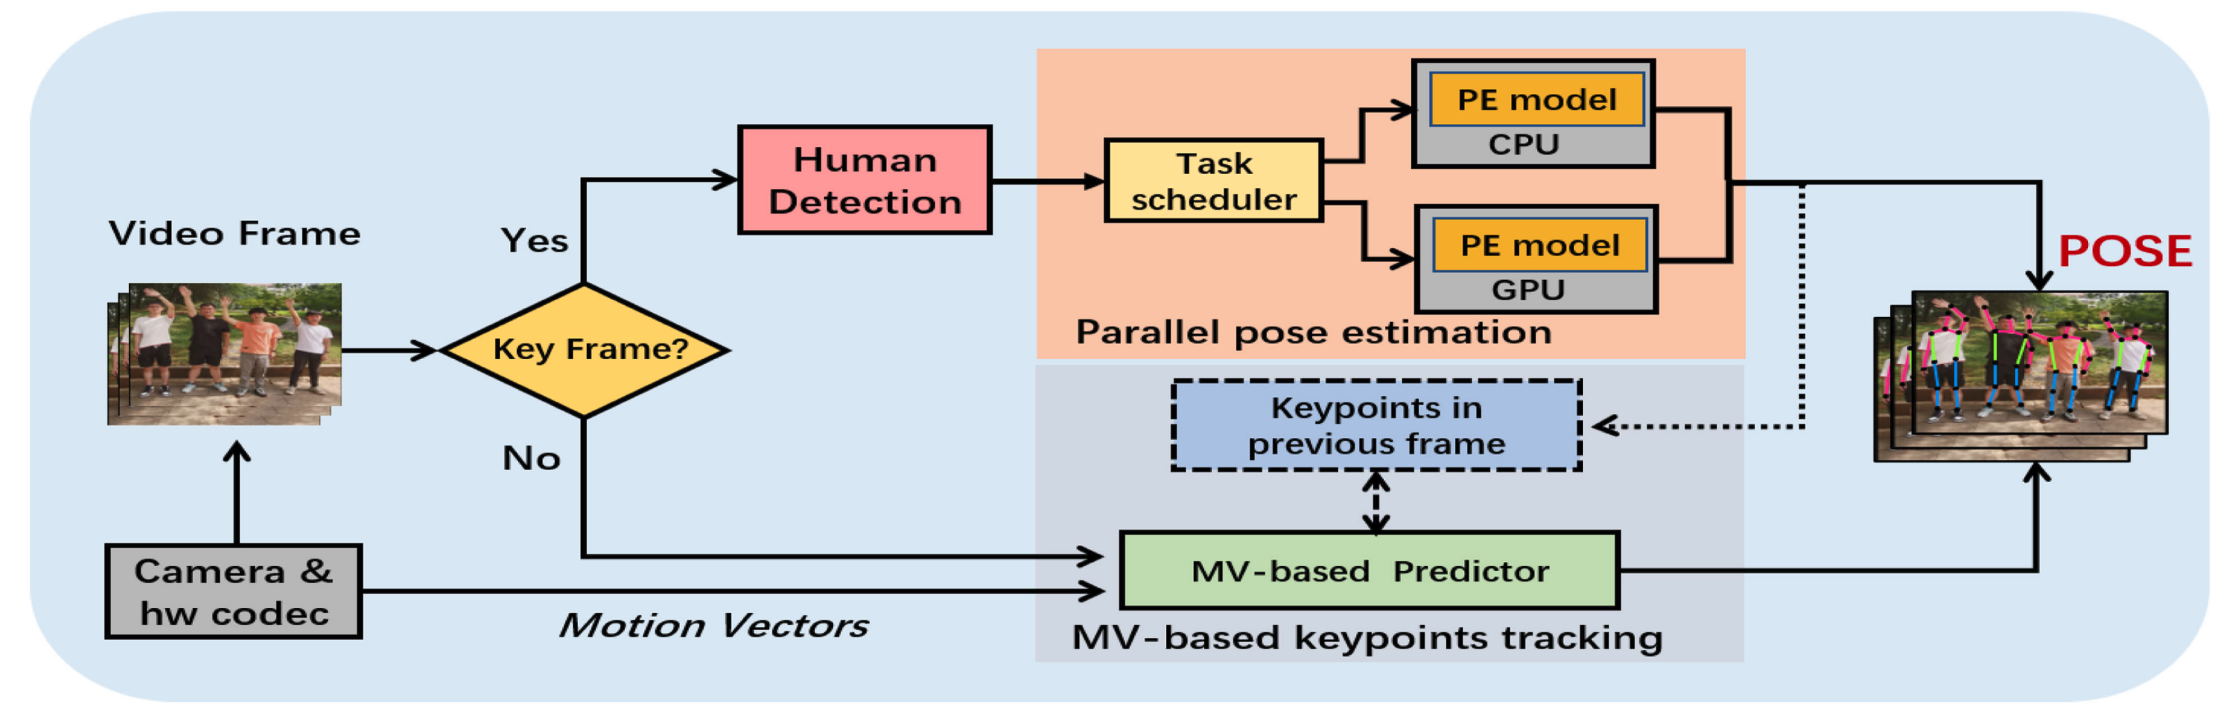 Video Frame
Camera &
hw codec
Key Frame?
Yes
No
Motion Vectors
Human
Detection
Task
scheduler
PE model
CPU
PE model
GPU
Parallel pose estimation
Keypoints in
previous frame
MV-based Predictor
MV-based keypoints tracking
POSE